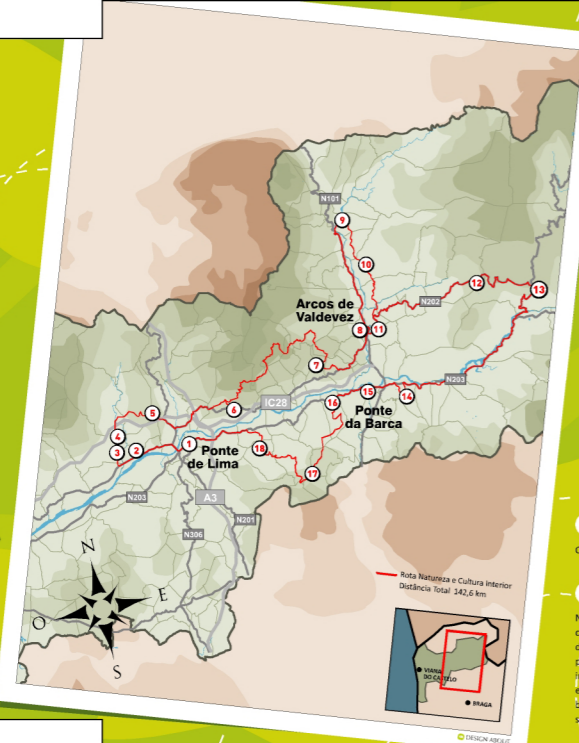 N101
9
10
12
13
N202
Arcos de
Valdevez
8
11
7
N203
IC28
15
14
16
6
5
Ponte
da Barca
4
3
2
1
Ponte
de Lima
18
17
N203
A3
N201
N306
N
E
S
O
Rota Natureza e Cultura Interior
Distância Total 142,6 km
VIANA
DO CASTELO
BRAGA
DESIGN ABOUT